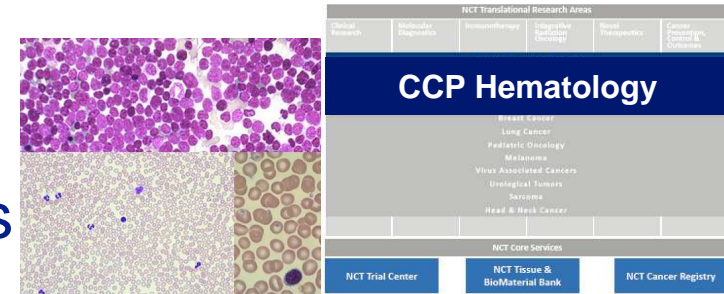 NCT Translational Research Areas
Clinical Research
Molecular Diagnostics
Immunotherapy
Integrative Radiation Oncology
Novel Therapeutics
Cancer Prevention, Control & Outcomes
CCP Hematology
Breast Cancer
Lung Cancer
Pediatric Oncology
Melanoma
Virus Associated Cancers
Urological Tumors
Sarcoma
Head & Neck Cancer
s
NCT Core Services
NCT Trial Center
NCT Tissue &
BioMaterial Bank
NCT Cancer Registry